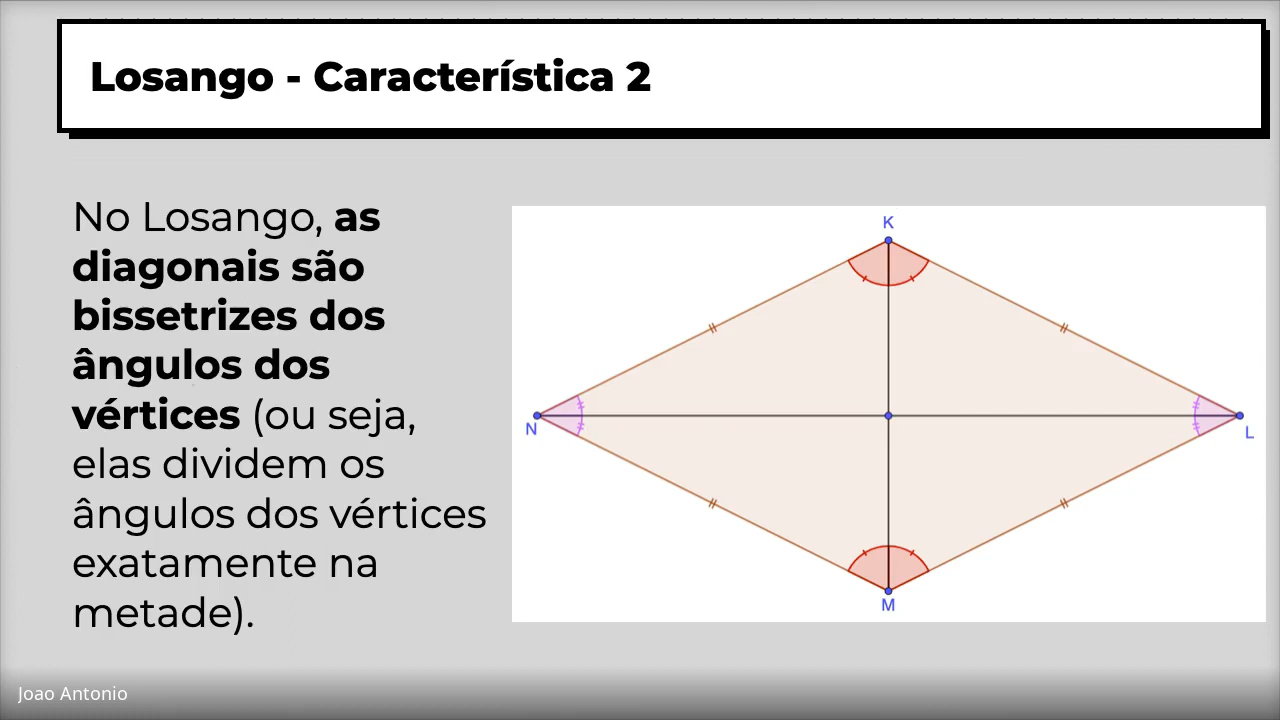 Losango - Característica 2
No Losango, as
diagonais são
bissetrizes dos
ângulos dos
vértices (ou seja,
elas dividem os
ângulos dos vértices
exatamente na
metade).
K
N
L
M
Joao Antonio